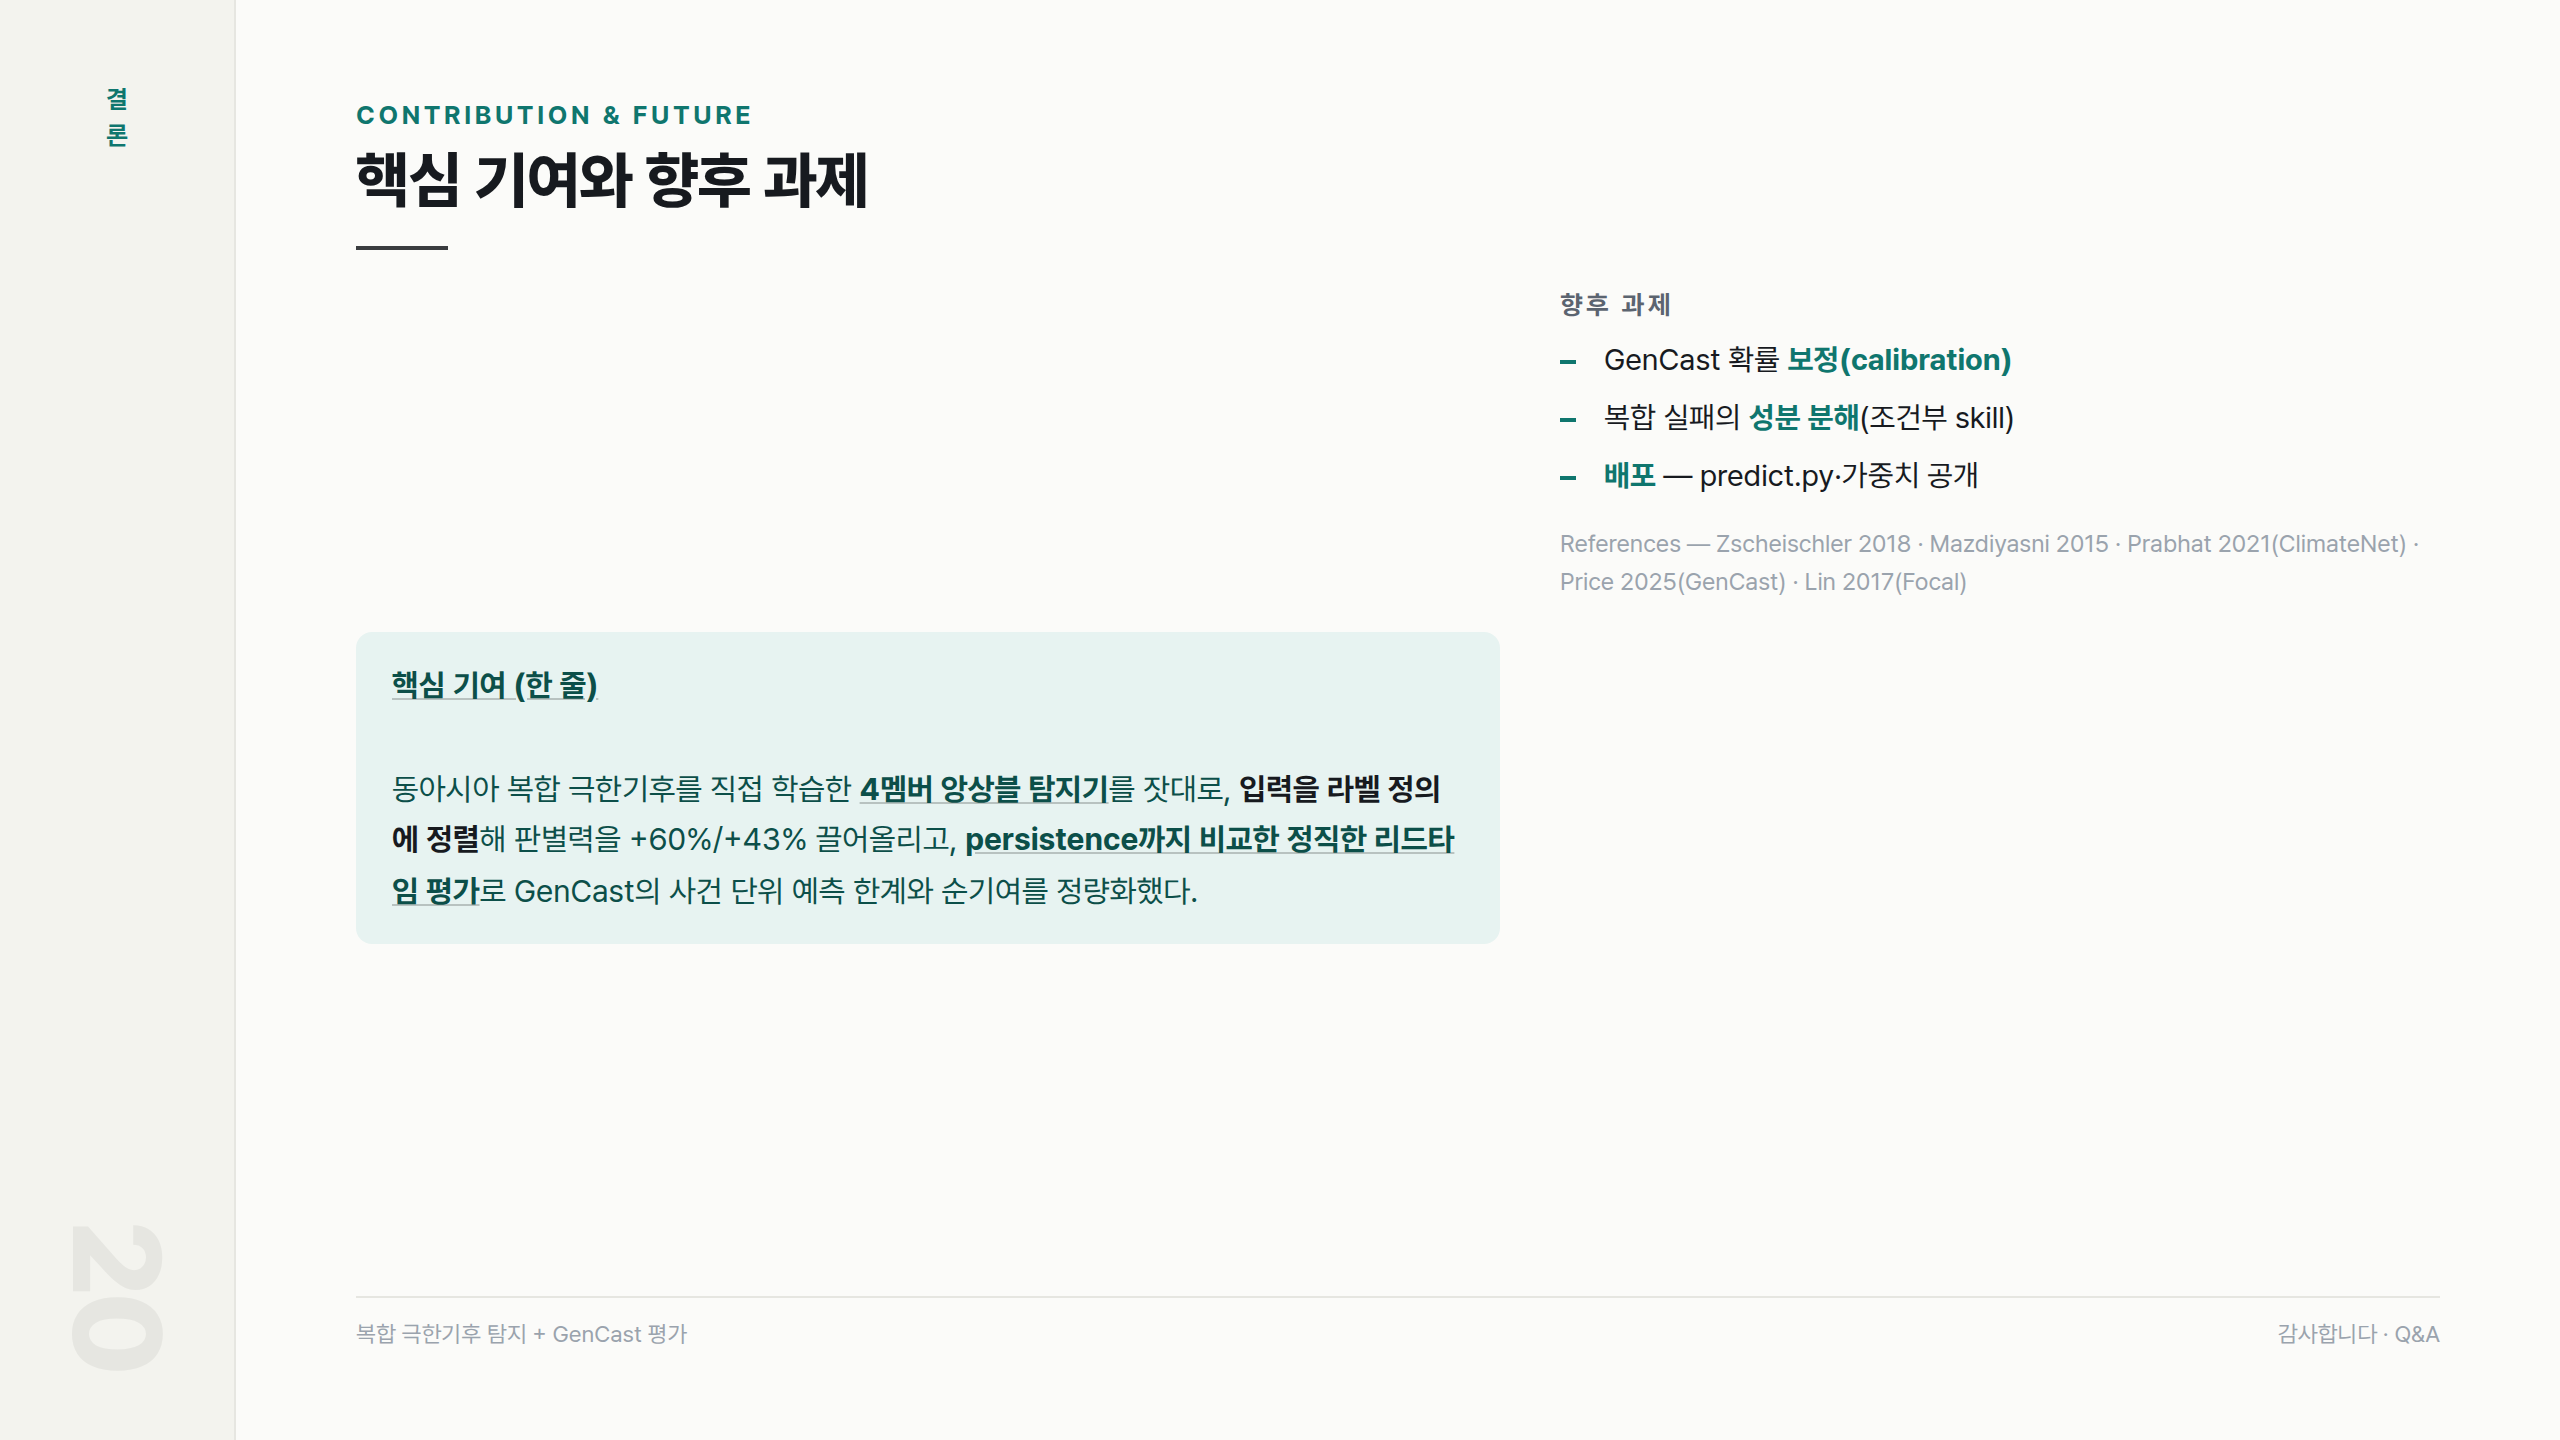 결
론
CONTRIBUTION & FUTURE
핵심 기여와 향후 과제
핵심 기여 (한 줄)
동아시아 복합 극한기후를 직접 학습한 4멤버 앙상블 탐지기를 잣대로, 입력을 라벨 정의
에 정렬해 판별력을 +60%/+43% 끌어올리고, persistence까지 비교한 정직한 리드타
임 평가로 GenCast의 사건 단위 예측 한계와 순기여를 정량화했다.
향후 과제
– GenCast 확률 보정(calibration)
– 복합 실패의 성분 분해(조건부 skill)
– 배포 — predict.py·가중치 공개
References — Zscheischler 2018 · Mazdiyasni 2015 · Prabhat 2021(ClimateNet) ·
Price 2025(GenCast) · Lin 2017(Focal)
20
복합 극한기후 탐지 + GenCast 평가
감사합니다 · Q&A